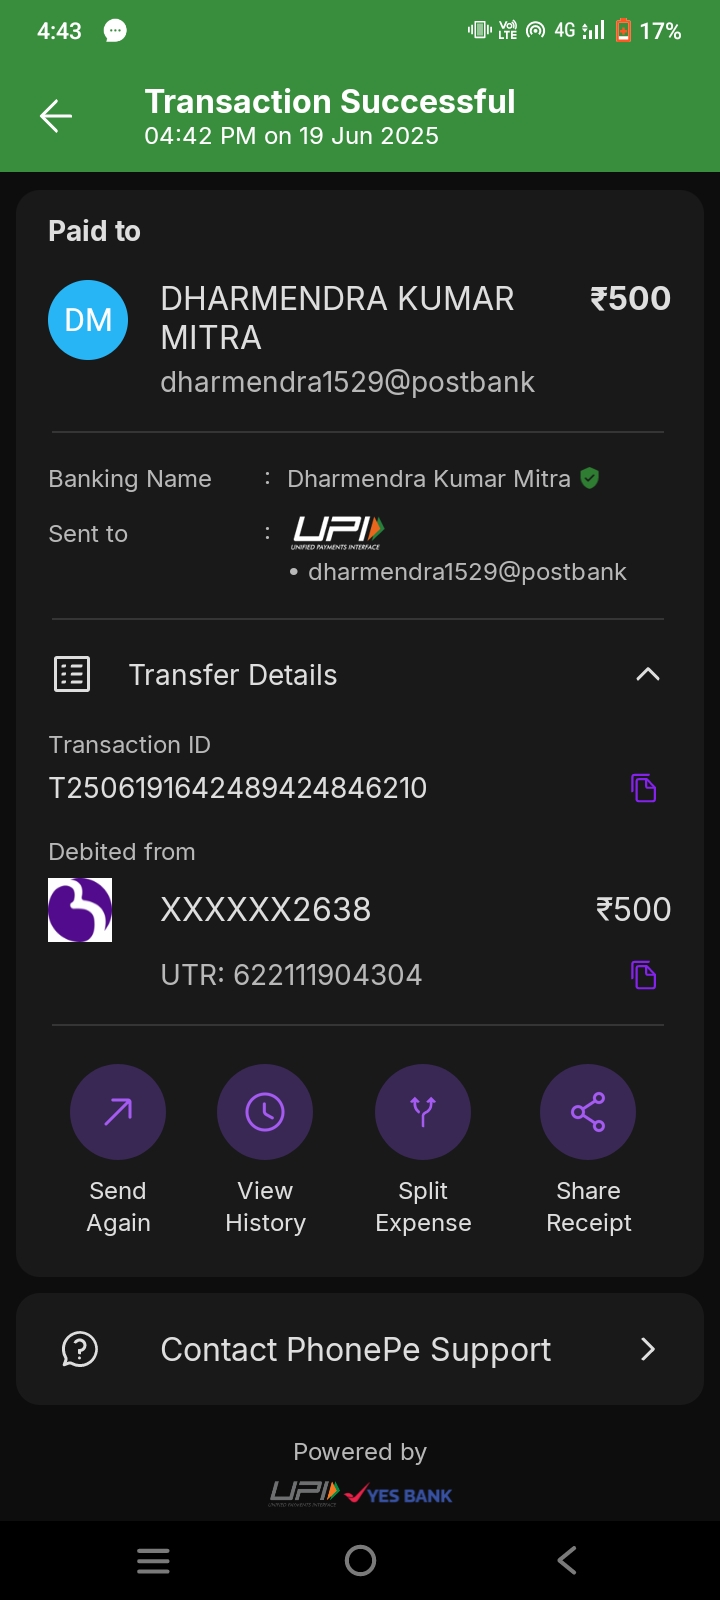 4:43
Vo) LTE 4G 17%
Transaction Successful
04:42 PM on 19 Jun 2025
Paid to
DM
DHARMENDRA KUMAR ₹500
MITRA
dharmendra1529@postbank
Banking Name : Dharmendra Kumar Mitra
Sent to : UPI
UNIFIED PAYMENTS INTERFACE
• dharmendra1529@postbank
Transfer Details
Transaction ID
T2506191642489424846210
Debited from
XXXXXX2638 ₹500
UTR: 622111904304
Send Again
View History
Split Expense
Share Receipt
Contact PhonePe Support
Powered by
UPI YES BANK
UNIFIED PAYMENTS INTERFACE